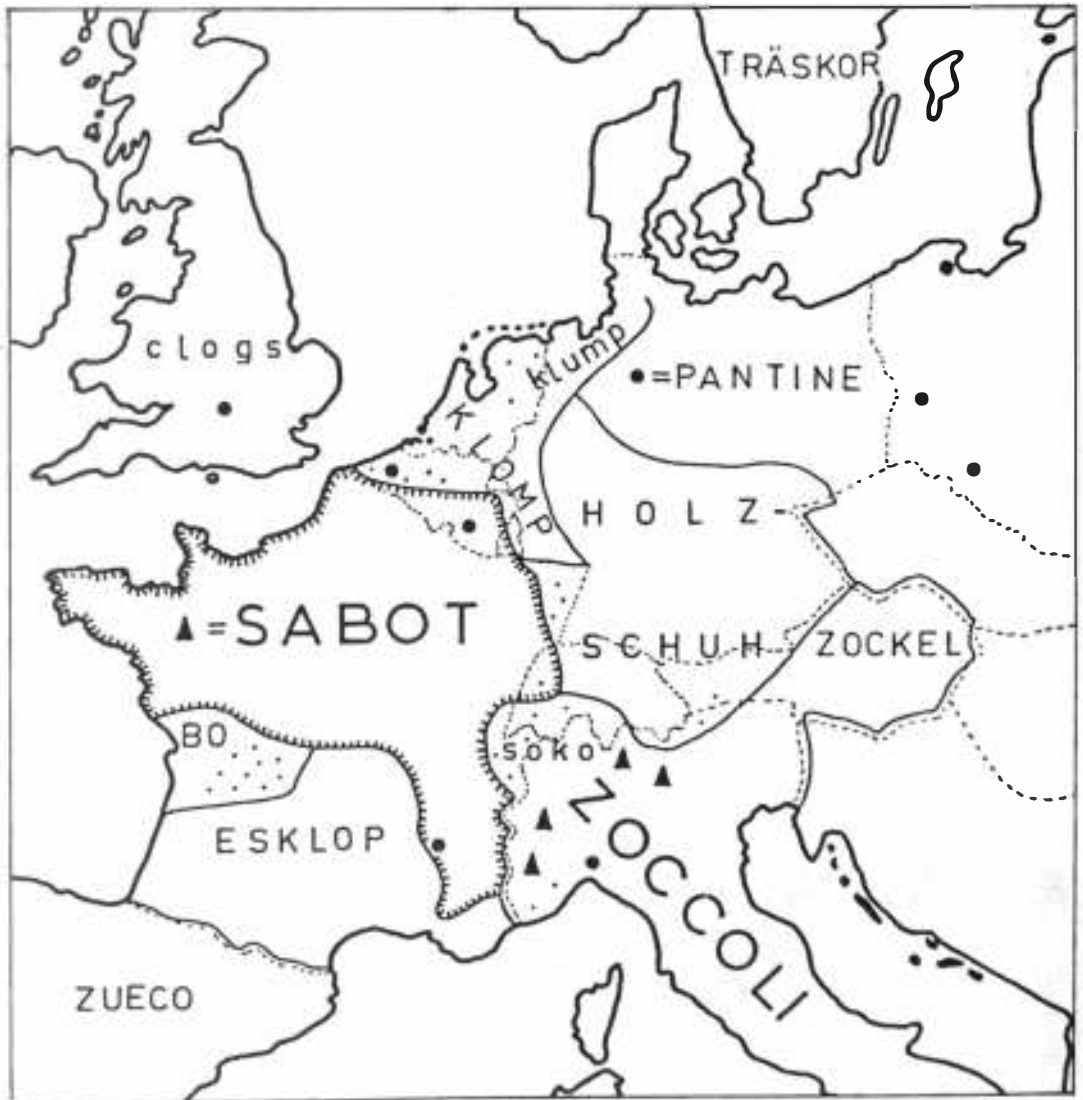 TRÄSKOR
clogs
klump
=PANTINE
KLOMP
HOLZ-
=SABOT
SCHUH
ZOCKEL
BO
soko
ZOCCOLI
ESKLOP
ZUECO